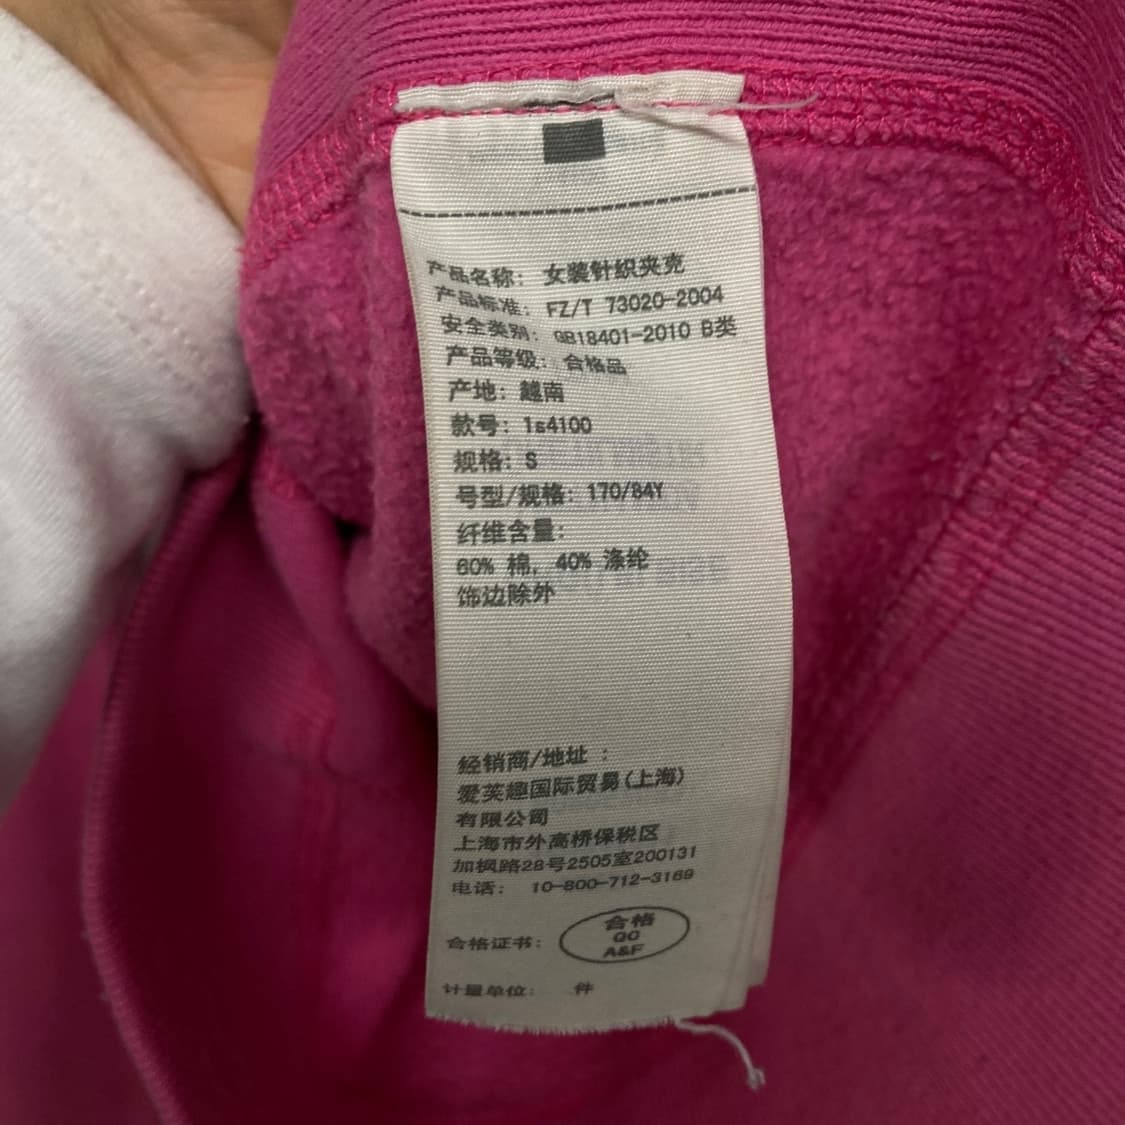 产品名称: 女装针织夹克
产品标准: FZ/T 73020-2004
安全类别: GB18401-2010 B类
产品等级: 合格品
产地: 越南
款号: 1s4100
规格: S
号型/规格: 170/84Y
纤维含量:
60% 棉, 40% 涤纶
饰边除外
经销商/地址 :
爱芙趣国际贸易(上海)
有限公司
上海市外高桥保税区
加枫路28号2505室200131
电话: 10-800-712-3169
合格证书: 合格
QC
A&F
计量单位: 件